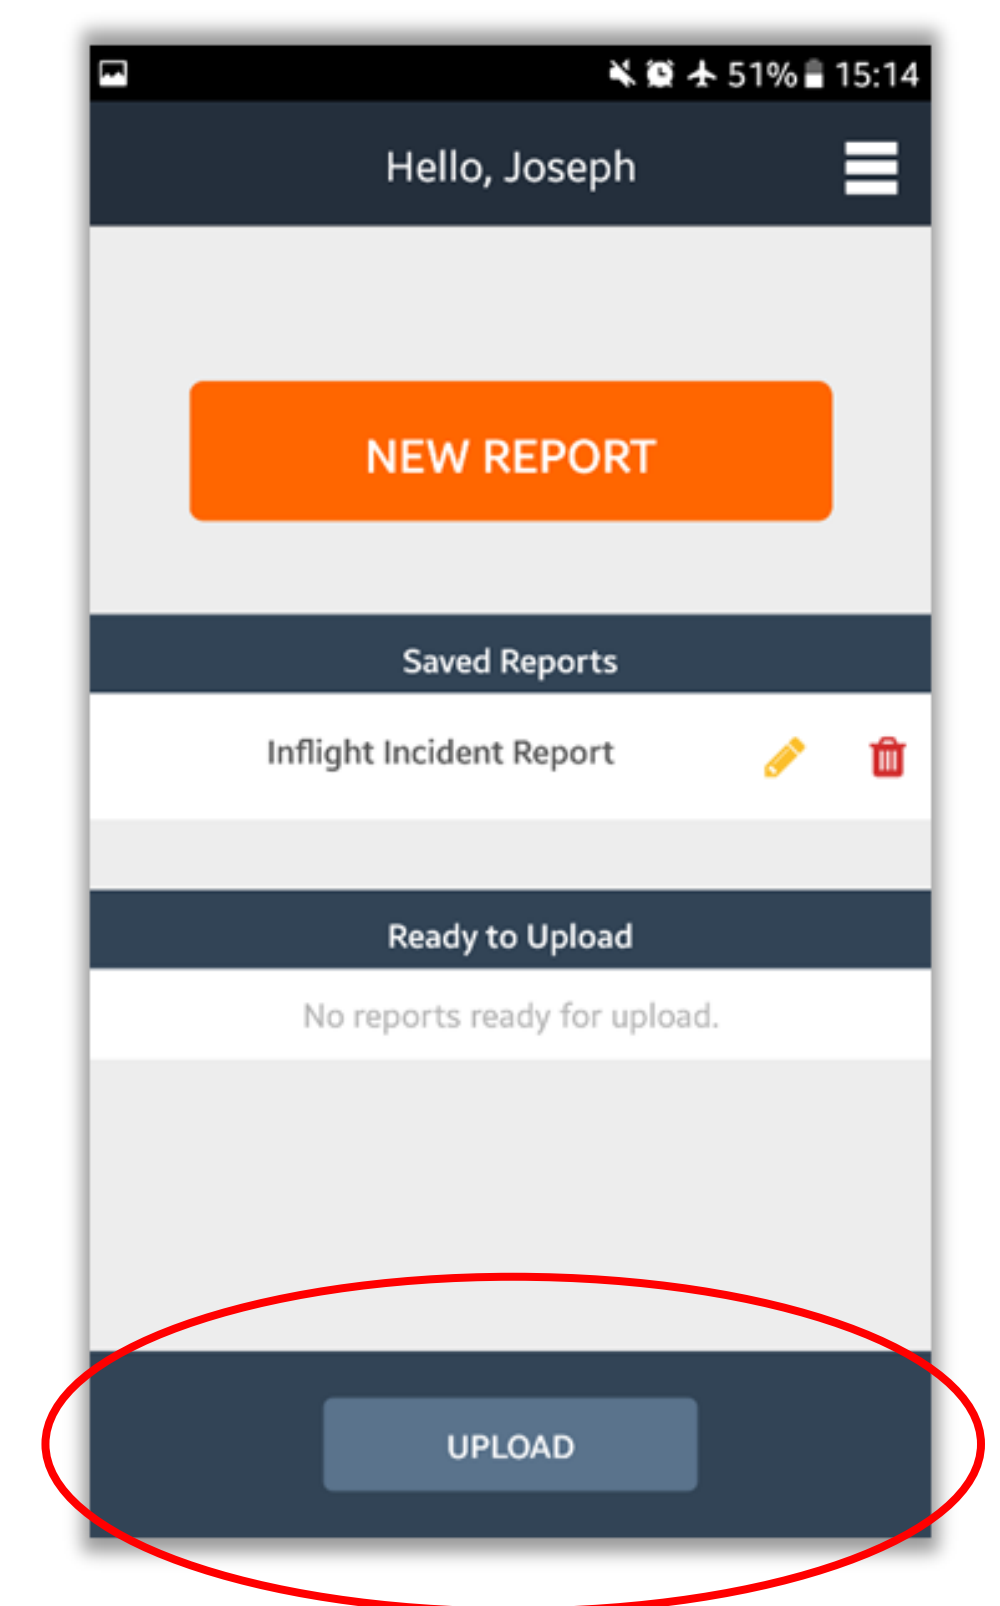 51% 15:14
Hello, Joseph
NEW REPORT
Saved Reports
Inflight Incident Report
Ready to Upload
No reports ready for upload.
UPLOAD